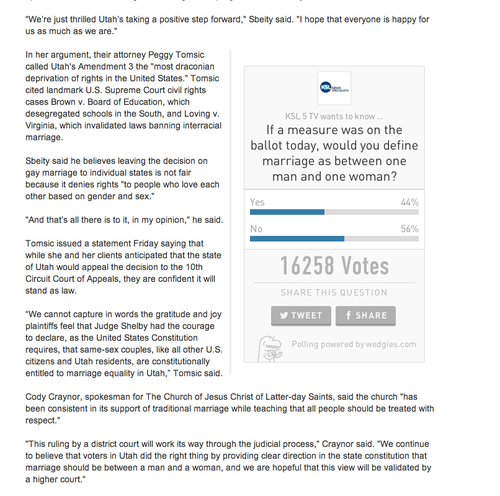 "We're just thrilled Utah's taking a positive step forward," Sbeity said. "I hope that everyone is happy for
us as much as we are."
In her argument, their attorney Peggy Tomsic
called Utah's Amendment 3 the "most draconian
deprivation of rights in the United States." Tomsic
cited landmark U.S. Supreme Court civil rights
cases Brown v. Board of Education, which
desegregated schools in the South, and Loving v.
Virginia, which invalidated laws banning interracial
marriage.
Sbeity said he believes leaving the decision on
gay marriage to individual states is not fair
because it denies rights "to people who love each
other based on gender and sex."
"And that's all there is to it, in my opinion," he said.
Tomsic issued a statement Friday saying that
while she and her clients anticipated that the state
of Utah would appeal the decision to the 10th
Circuit Court of Appeals, they are confident it will
stand as law.
"We cannot capture in words the gratitude and joy
plaintiffs feel that Judge Shelby had the courage
to declare, as the United States Constitution
requires, that same-sex couples, like all other U.S.
citizens and Utah residents, are constitutionally
entitled to marriage equality in Utah," Tomsic said.
KSL
KSL 5 TV wants to know ...
If a measure was on the
ballot today, would you define
marriage as between one
man and one woman?
Yes 44%
No 56%
16258 Votes
SHARE THIS QUESTION
TWEET SHARE
Polling powered by wedgies.com
Cody Craynor, spokesman for The Church of Jesus Christ of Latter-day Saints, said the church "has
been consistent in its support of traditional marriage while teaching that all people should be treated with
respect."
"This ruling by a district court will work its way through the judicial process," Craynor said. "We continue
to believe that voters in Utah did the right thing by providing clear direction in the state constitution that
marriage should be between a man and a woman, and we are hopeful that this view will be validated by
a higher court."